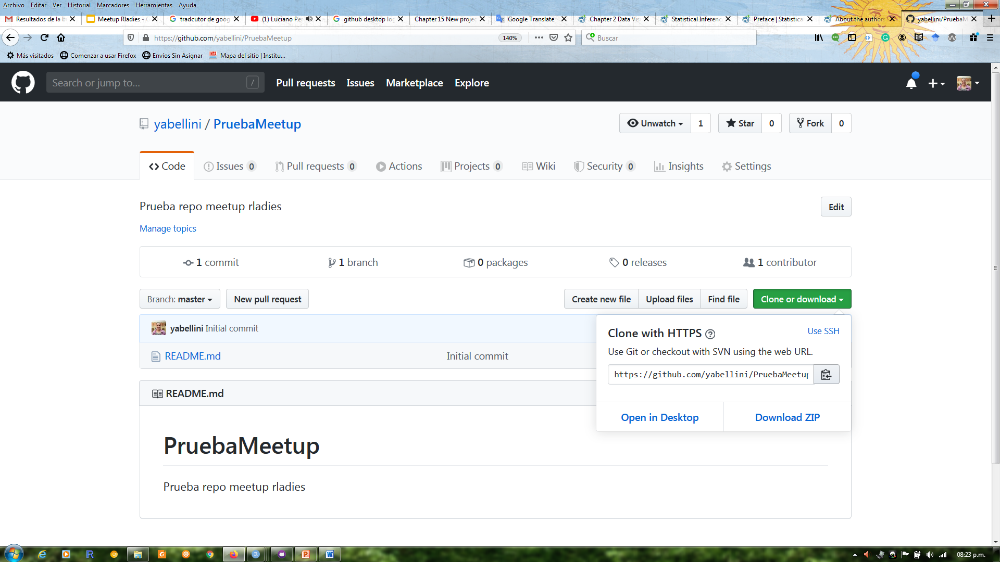 Archivo Editar Ver Historial Marcadores Herramientas Ayuda
Resultados de la b
Meetup Rladies - C
tradcutor de goog
(1) Luciano Per
github desktop log
Chapter 15 New projec
Google Translate
Chapter 2 Data Vis
Statistical Inferenc
Preface | Statistica
About the authors
yabellini/PruebaM
https://github.com/yabellini/PruebaMeetup
140%
Buscar
Más visitados
Comenzar a usar Firefox
Envíos Sin Asignar
INTA
Mapa del sitio | Institu...
Search or jump to...
/
Pull requests Issues Marketplace Explore
yabellini / PruebaMeetup
Unwatch 1
Star 0
Fork 0
Code
Issues 0
Pull requests 0
Actions
Projects 0
Wiki
Security 0
Insights
Settings
Prueba repo meetup rladies
Edit
Manage topics
1 commit
1 branch
0 packages
0 releases
1 contributor
Branch: master
New pull request
Create new file
Upload files
Find file
Clone or download
yabellini Initial commit
README.md
Initial commit
Clone with HTTPS
Use SSH
Use Git or checkout with SVN using the web URL.
https://github.com/yabellini/PruebaMeetup
Open in Desktop
Download ZIP
README.md
PruebaMeetup
Prueba repo meetup rladies
08:23 p.m.